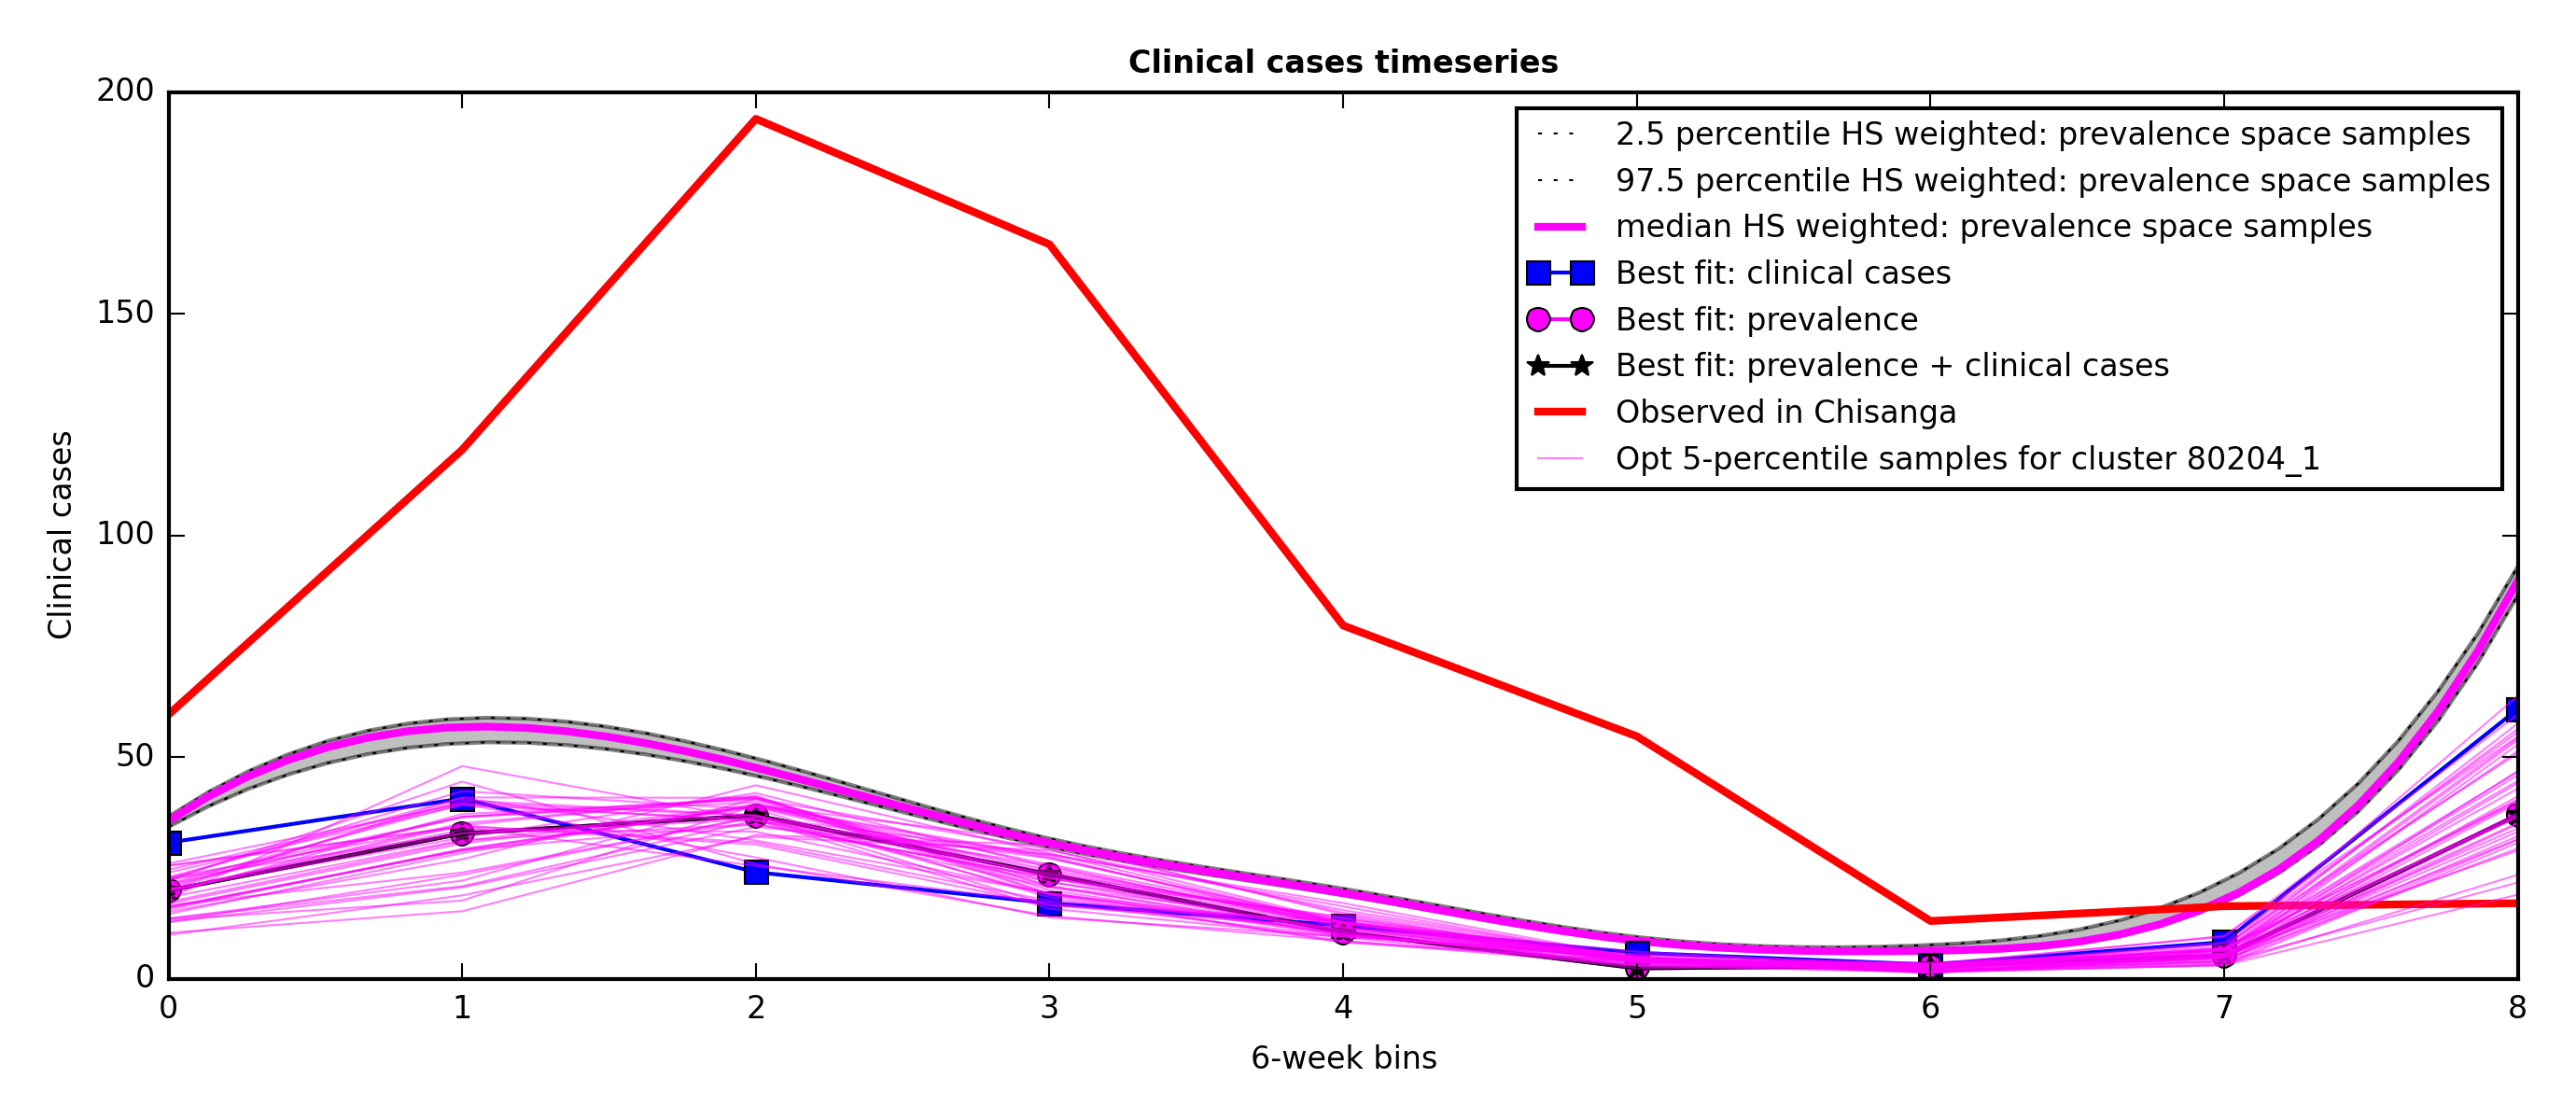 Clinical cases timeseries
200
150
100
50
0
Clinical cases
2.5 percentile HS weighted: prevalence space samples
97.5 percentile HS weighted: prevalence space samples
median HS weighted: prevalence space samples
Best fit: clinical cases
Best fit: prevalence
Best fit: prevalence + clinical cases
Observed in Chisanga
Opt 5-percentile samples for cluster 80204_1
0 1 2 3 4 5 6 7 8
6-week bins